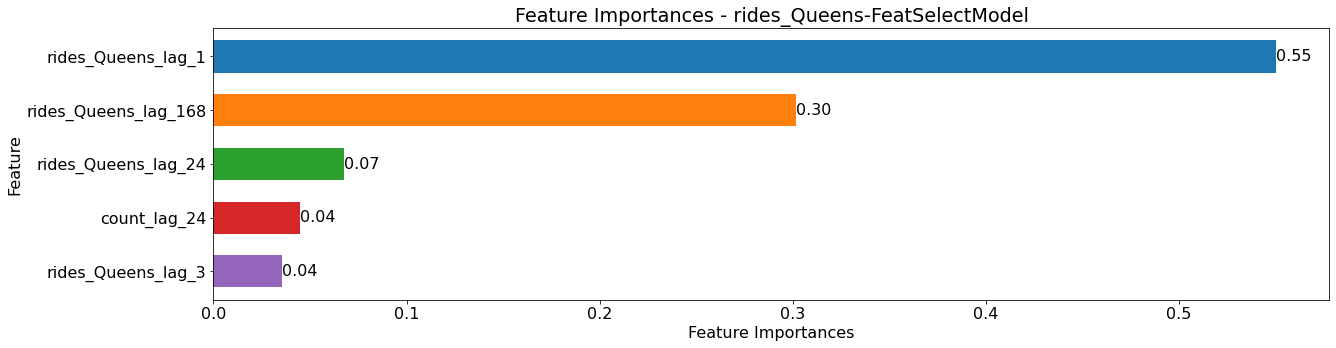 Feature Importances - rides_Queens-FeatSelectModel
Feature
rides_Queens_lag_1
0.55
rides_Queens_lag_168
0.30
rides_Queens_lag_24
0.07
count_lag_24
0.04
rides_Queens_lag_3
0.04
0.0 0.1 0.2 0.3 0.4 0.5
Feature Importances